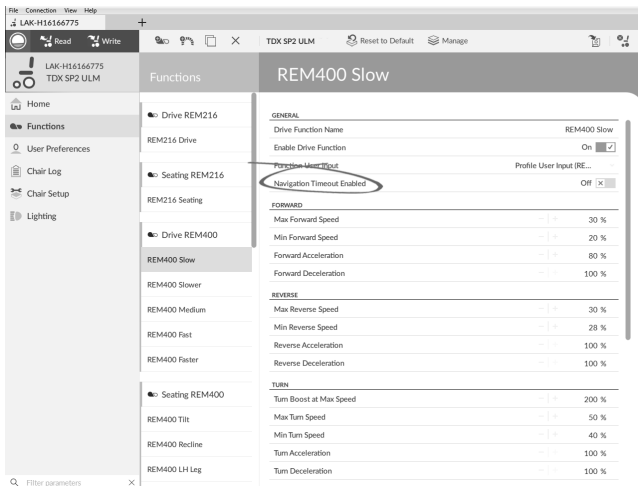 File Connection View Help
LAK-H16166775 +
Read Write TDX SP2 ULM Reset to Default Manage
LAK-H16166775
TDX SP2 ULM
Functions
REM400 Slow
Home
Functions
User Preferences
Chair Log
Chair Setup
Lighting
Filter parameters
Drive REM216
REM216 Drive
Seating REM216
REM216 Seating
Drive REM400
REM400 Slow
REM400 Slower
REM400 Medium
REM400 Fast
REM400 Faster
Seating REM400
REM400 Tilt
REM400 Recline
REM400 LH Leg
GENERAL
Drive Function Name REM400 Slow
Enable Drive Function On
Function User Input Profile User Input (RE...
Navigation Timeout Enabled Off
FORWARD
Max Forward Speed - + 30 %
Min Forward Speed - + 20 %
Forward Acceleration - + 80 %
Forward Deceleration - + 100 %
REVERSE
Max Reverse Speed - + 30 %
Min Reverse Speed - + 28 %
Reverse Acceleration - + 100 %
Reverse Deceleration - + 100 %
TURN
Turn Boost at Max Speed - + 200 %
Max Turn Speed - + 50 %
Min Turn Speed - + 40 %
Turn Acceleration - + 100 %
Turn Deceleration - + 100 %